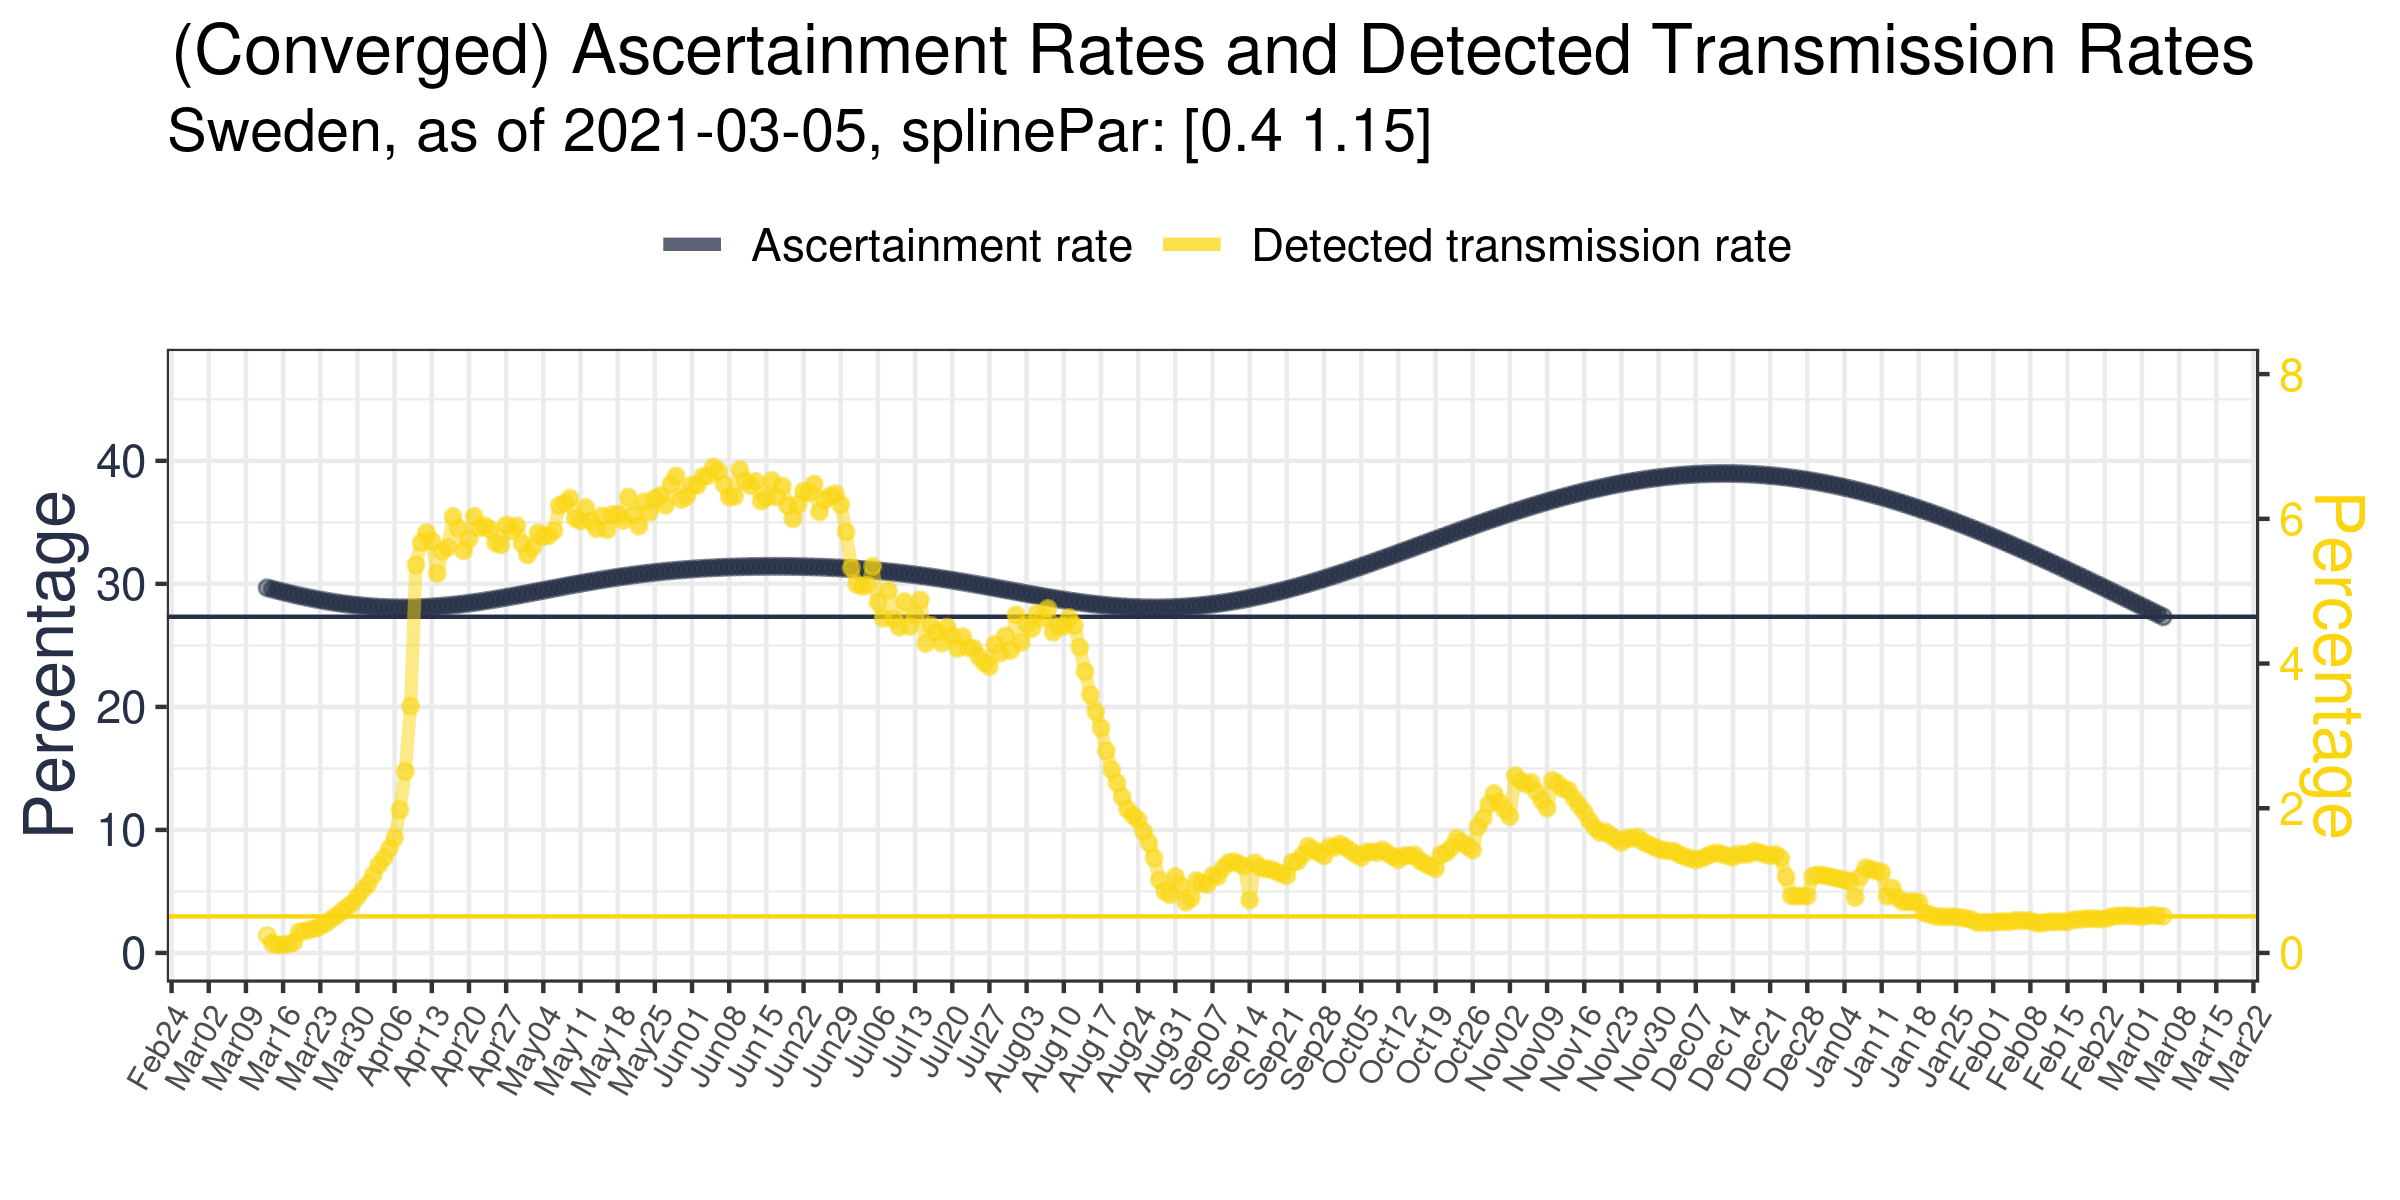 (Converged) Ascertainment Rates and Detected Transmission Rates
Sweden, as of 2021-03-05, splinePar: [0.4 1.15]
Ascertainment rate
Detected transmission rate
Percentage
40
30
20
10
0
8
6
4
2
0
Percentage
Feb24
Mar02
Mar09
Mar16
Mar23
Mar30
Apr06
Apr13
Apr20
Apr27
May04
May11
May18
May25
Jun01
Jun08
Jun15
Jun22
Jun29
Jul06
Jul13
Jul20
Jul27
Aug03
Aug10
Aug17
Aug24
Aug31
Sep07
Sep14
Sep21
Sep28
Oct05
Oct12
Oct19
Oct26
Nov02
Nov09
Nov16
Nov23
Nov30
Dec07
Dec14
Dec21
Dec28
Jan04
Jan11
Jan18
Jan25
Feb01
Feb08
Feb15
Feb22
Mar01
Mar08
Mar15
Mar22